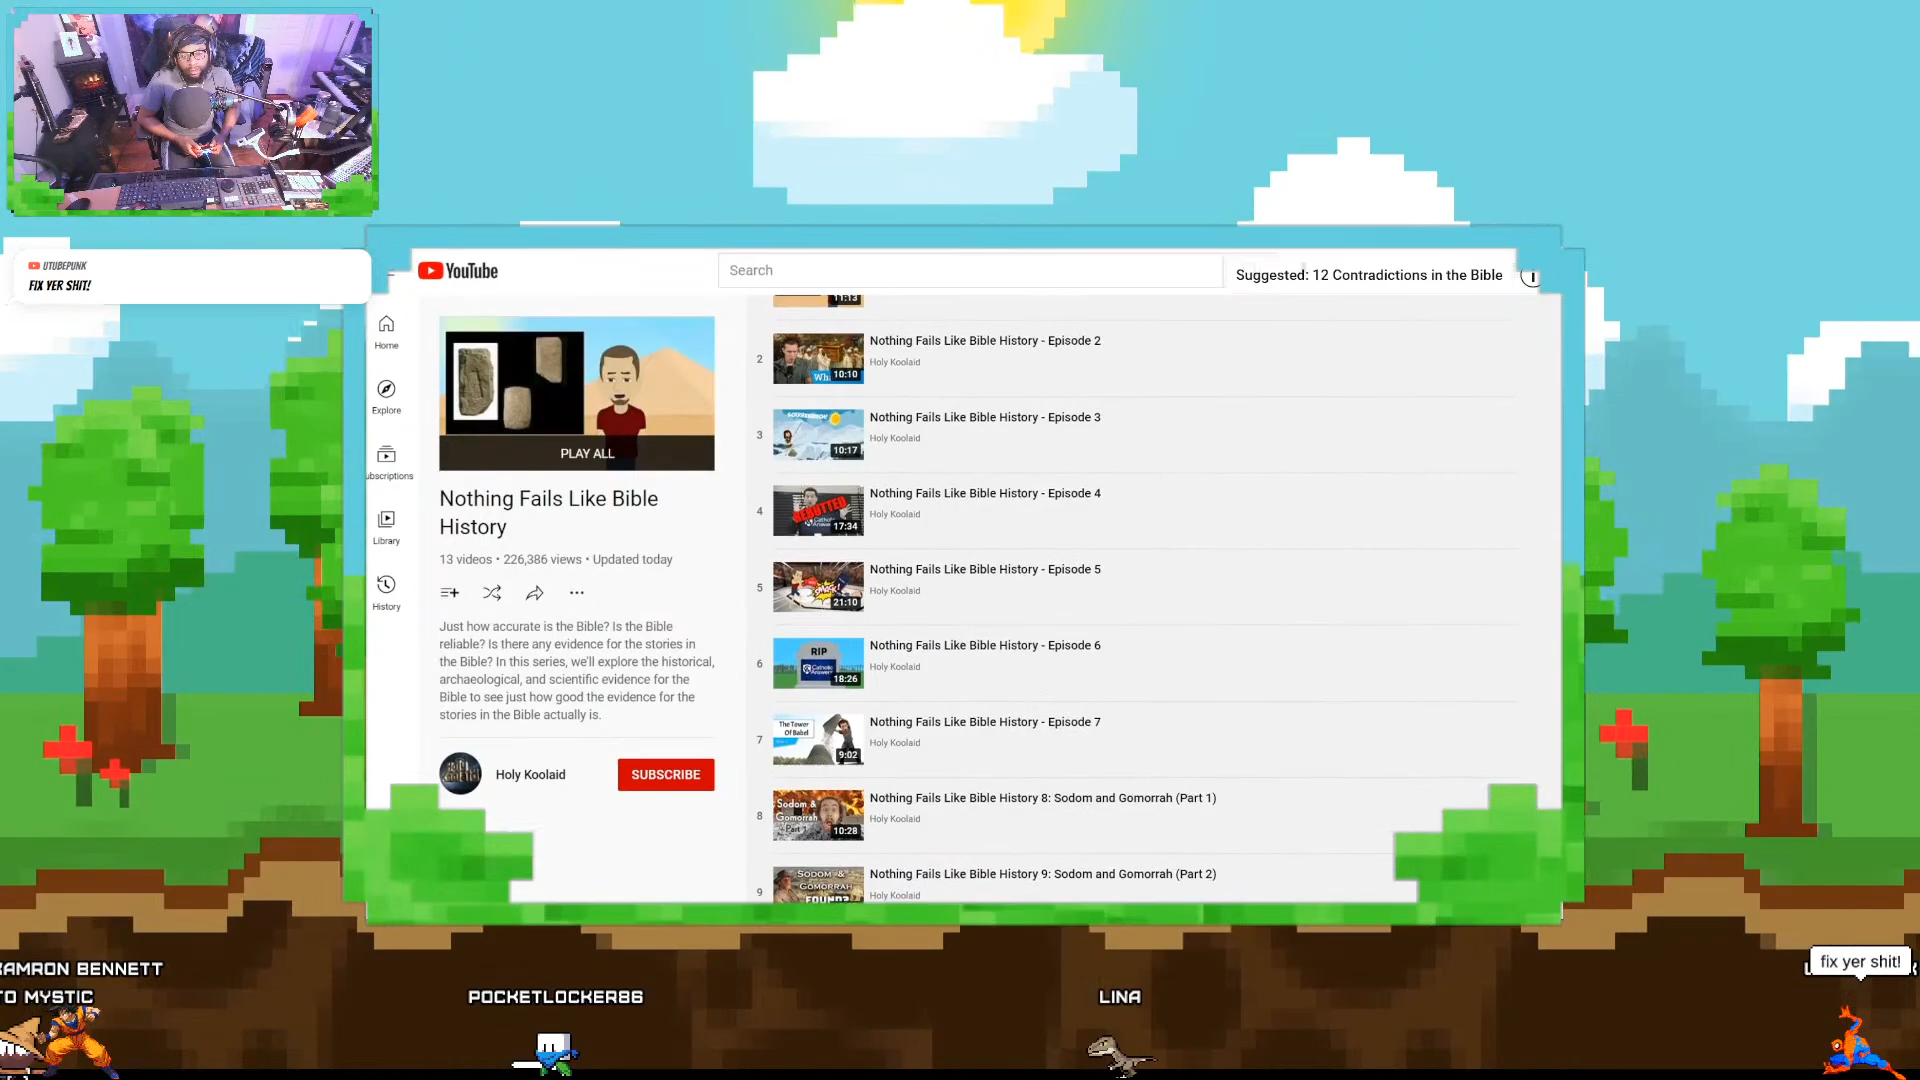 UTUBEPUNK
FIX YER SHIT!
YouTube
Search
Suggested: 12 Contradictions in the Bible
Home
Explore
ubscriptions
Library
History
PLAY ALL
Nothing Fails Like Bible
History
13 videos • 226,386 views • Updated today
Just how accurate is the Bible? Is the Bible
reliable? Is there any evidence for the stories in
the Bible? In this series, we'll explore the historical,
archaeological, and scientific evidence for the
Bible to see just how good the evidence for the
stories in the Bible actually is.
Holy Koolaid
SUBSCRIBE
11:13
2
Wh
10:10
Nothing Fails Like Bible History - Episode 2
Holy Koolaid
3
10:17
Nothing Fails Like Bible History - Episode 3
Holy Koolaid
4
REBUTTED
Catholic
17:34
Nothing Fails Like Bible History - Episode 4
Holy Koolaid
5
21:10
Nothing Fails Like Bible History - Episode 5
Holy Koolaid
6
RIP
Catholic
18:26
Nothing Fails Like Bible History - Episode 6
Holy Koolaid
7
The Tower
Of Babel
9:02
Nothing Fails Like Bible History - Episode 7
Holy Koolaid
8
Sodom &
Gomorrah
Part 1
10:28
Nothing Fails Like Bible History 8: Sodom and Gomorrah (Part 1)
Holy Koolaid
9
SODOM &
GOMORRAH
FOUND?
Nothing Fails Like Bible History 9: Sodom and Gomorrah (Part 2)
Holy Koolaid
KAMRON BENNETT
TO MYSTIC
POCKETLOCKER86
LINA
fix yer shit!